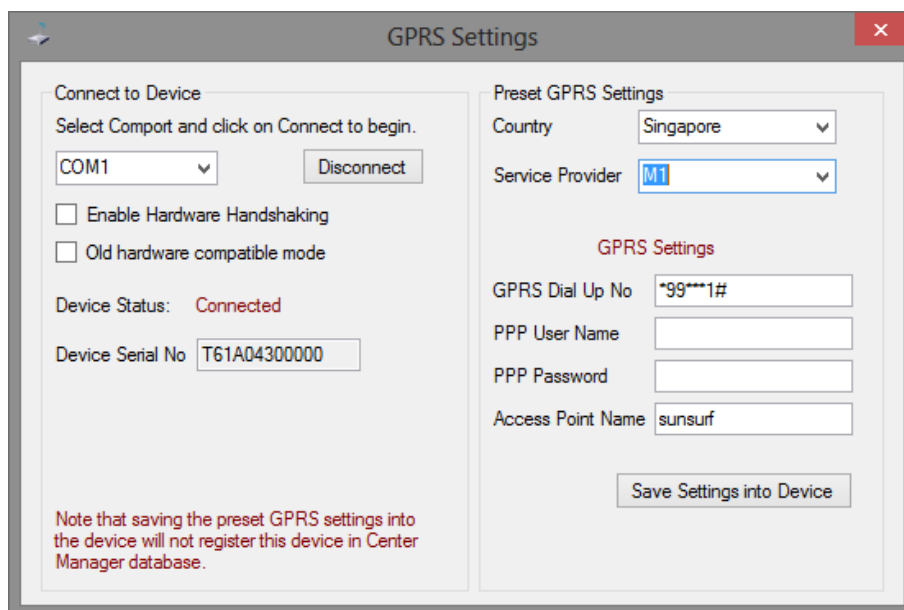 GPRS Settings
Connect to Device
Select Comport and click on Connect to begin.
COM1
Disconnect
Enable Hardware Handshaking
Old hardware compatible mode
Device Status: Connected
Device Serial No T61A04300000
Note that saving the preset GPRS settings into
the device will not register this device in Center
Manager database.
Preset GPRS Settings
Country Singapore
Service Provider M1
GPRS Settings
GPRS Dial Up No *99***1#
PPP User Name
PPP Password
Access Point Name sunsurf
Save Settings into Device